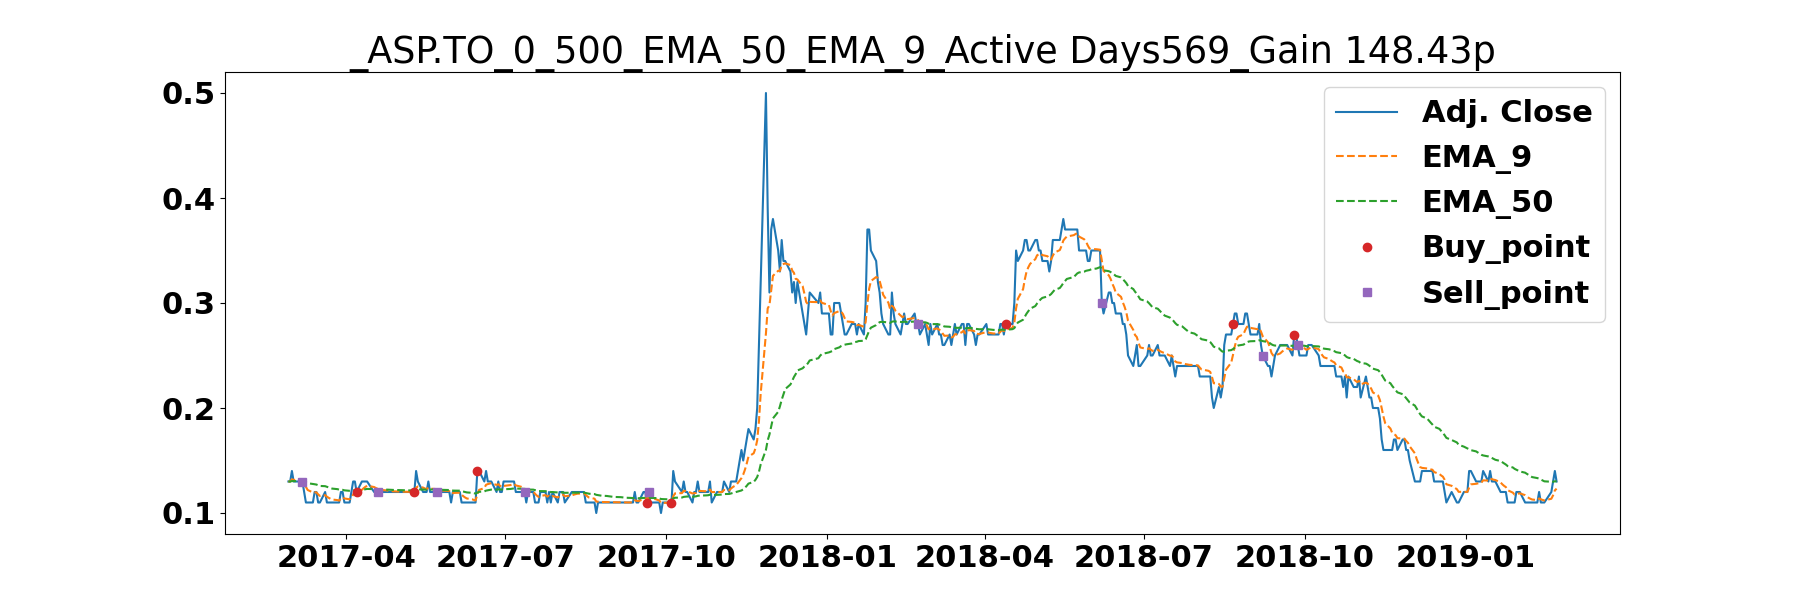 _ASP.TO_0_500_EMA_50_EMA_9_Active Days569_Gain 148.43p
0.5
0.4
0.3
0.2
0.1
Adj. Close
EMA_9
EMA_50
Buy_point
Sell_point
2017-04 2017-07 2017-10 2018-01 2018-04 2018-07 2018-10 2019-01